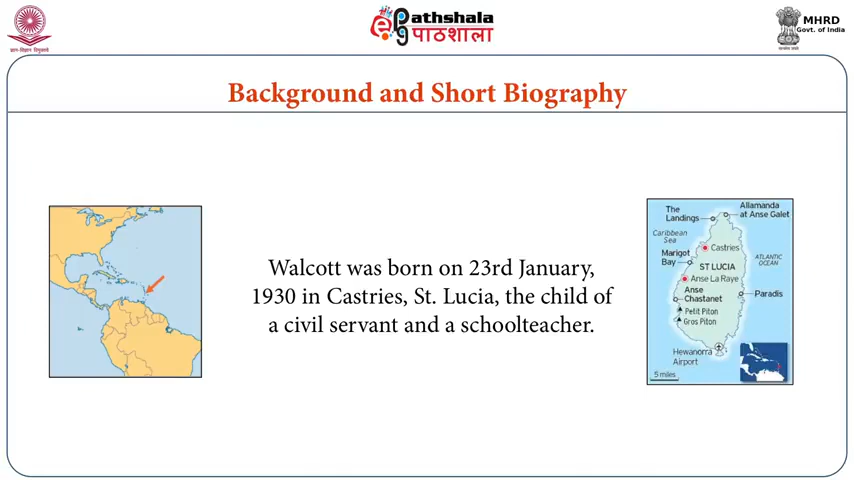 ज्ञान-विज्ञान विमुक्तये
Pathshala
पाठशाला
MHRD
Govt. of India
Background and Short Biography
Walcott was born on 23rd January,
1930 in Castries, St. Lucia, the child of
a civil servant and a schoolteacher.
The
Landings
Allamanda
at Anse Galet
Caribbean
Sea
Castries
Marigot
Bay
ST LUCIA
ATLANTIC
OCEAN
Anse La Raye
Anse
Chastanet
Paradis
Petit Piton
Gros Piton
Hewanorra
Airport
5 miles